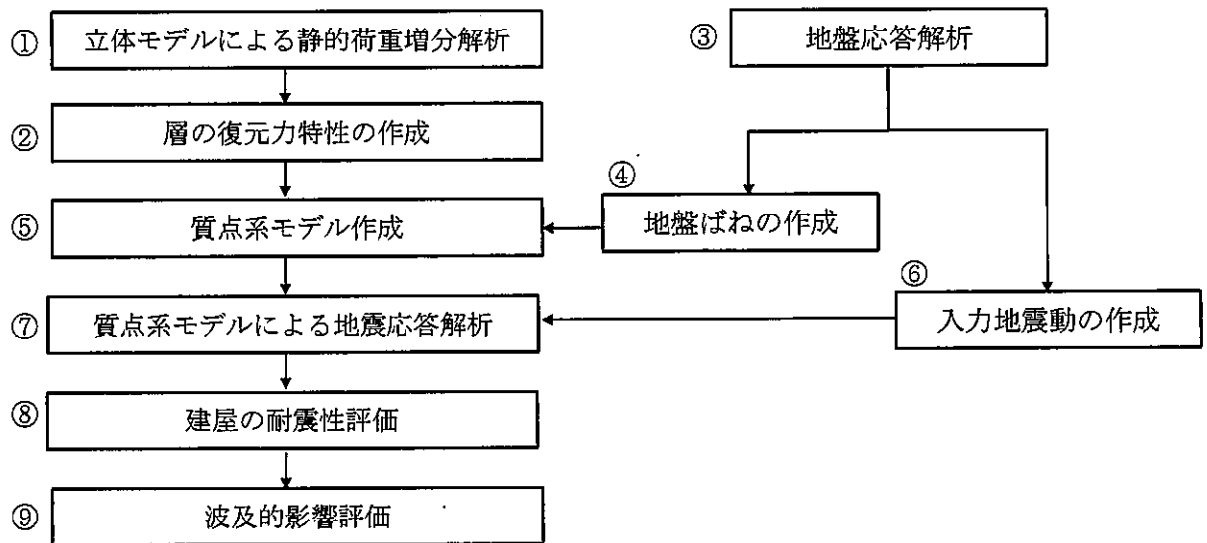 ① 立体モデルによる静的荷重増分解析
③ 地盤応答解析
② 層の復元力特性の作成
④ 地盤ばねの作成
⑤ 質点系モデル作成
⑥ 入力地震動の作成
⑦ 質点系モデルによる地震応答解析
⑧ 建屋の耐震性評価
⑨ 波及的影響評価